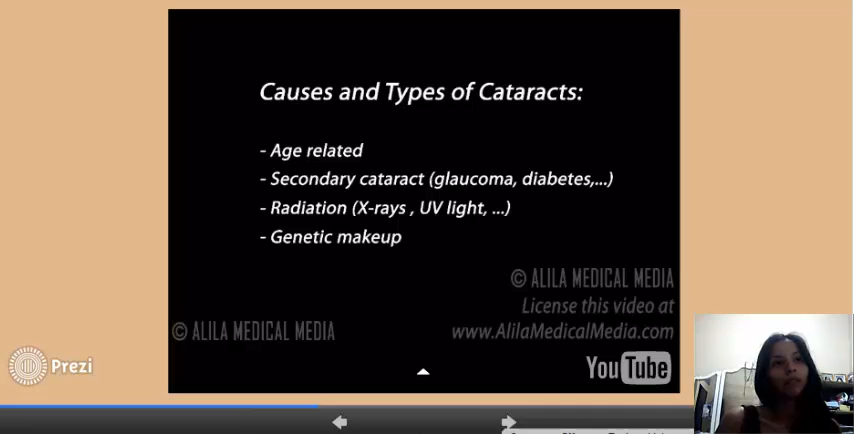 Causes and Types of Cataracts:
- Age related
- Secondary cataract (glaucoma, diabetes,...)
- Radiation (X-rays , UV light, ...)
- Genetic makeup
© ALILA MEDICAL MEDIA
License this video at
© ALILA MEDICAL MEDIA
www.AlilaMedicalMedia.com
YouTube
Prezi